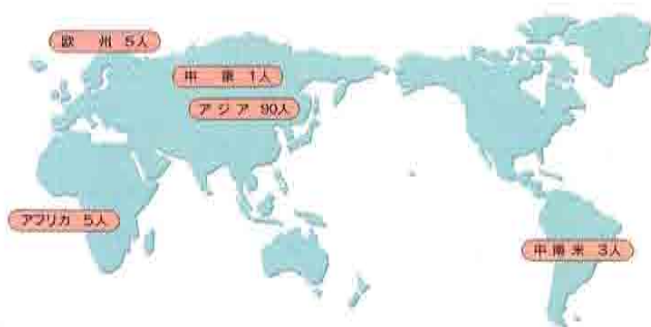 欧 州 5人
中 東 1人
アジア 90人
アフリカ 5人
中南米 3人